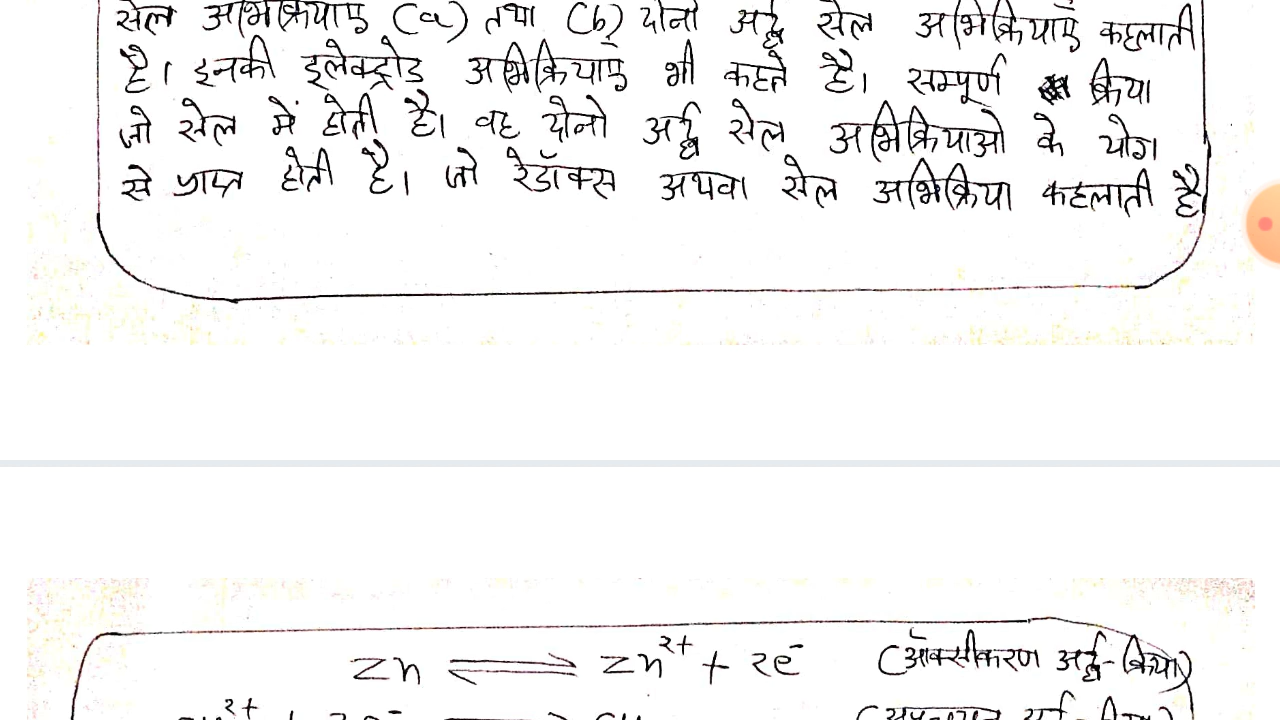 सेल अभिक्रियाएँ (a) तथा (b) दोनो अर्द्ध सेल अभिक्रियाएँ कहलाती
है। इनकी इलेक्ट्रोड अभिक्रियाएं भी कहते है। सम्पूर्ण क्रिया
जो सेल में होती है। वह दोनो अर्द्ध सेल अभिक्रियाओ के योग
से प्राप्त होती है। जो रेडॉक्स अथवा सेल अभिक्रिया कहलाती है
Zn ⇌ Zn²⁺ + 2e⁻ (ऑक्सीकरण अर्द्ध-क्रिया)